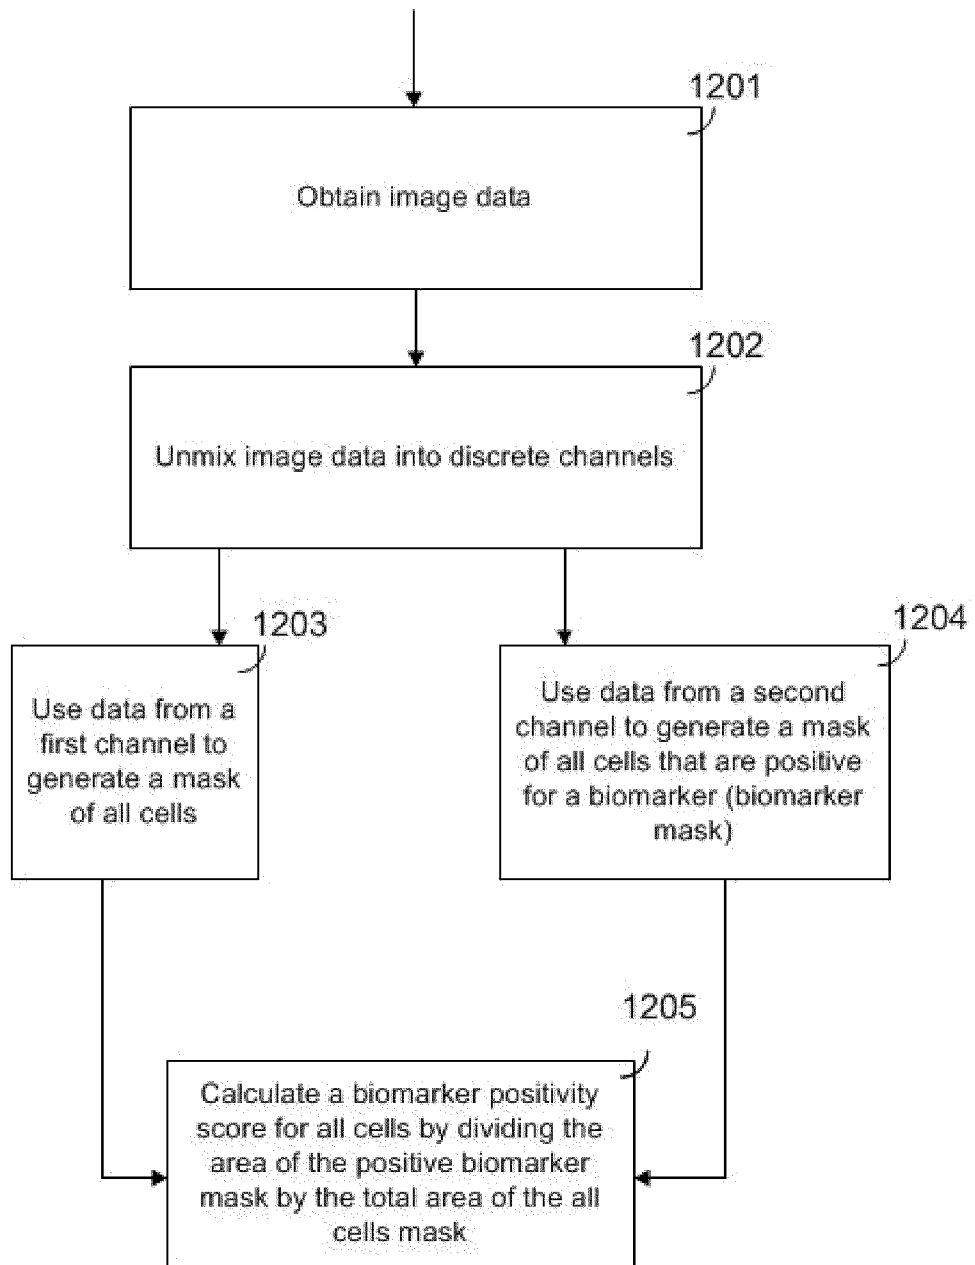 1201
Obtain image data
1202
Unmix image data into discrete channels
1203
Use data from a
first channel to
generate a mask
of all cells
1204
Use data from a second
channel to generate a mask
of all cells that are positive
for a biomarker (biomarker
mask)
1205
Calculate a biomarker positivity
score for all cells by dividing the
area of the positive biomarker
mask by the total area of the all
cells mask